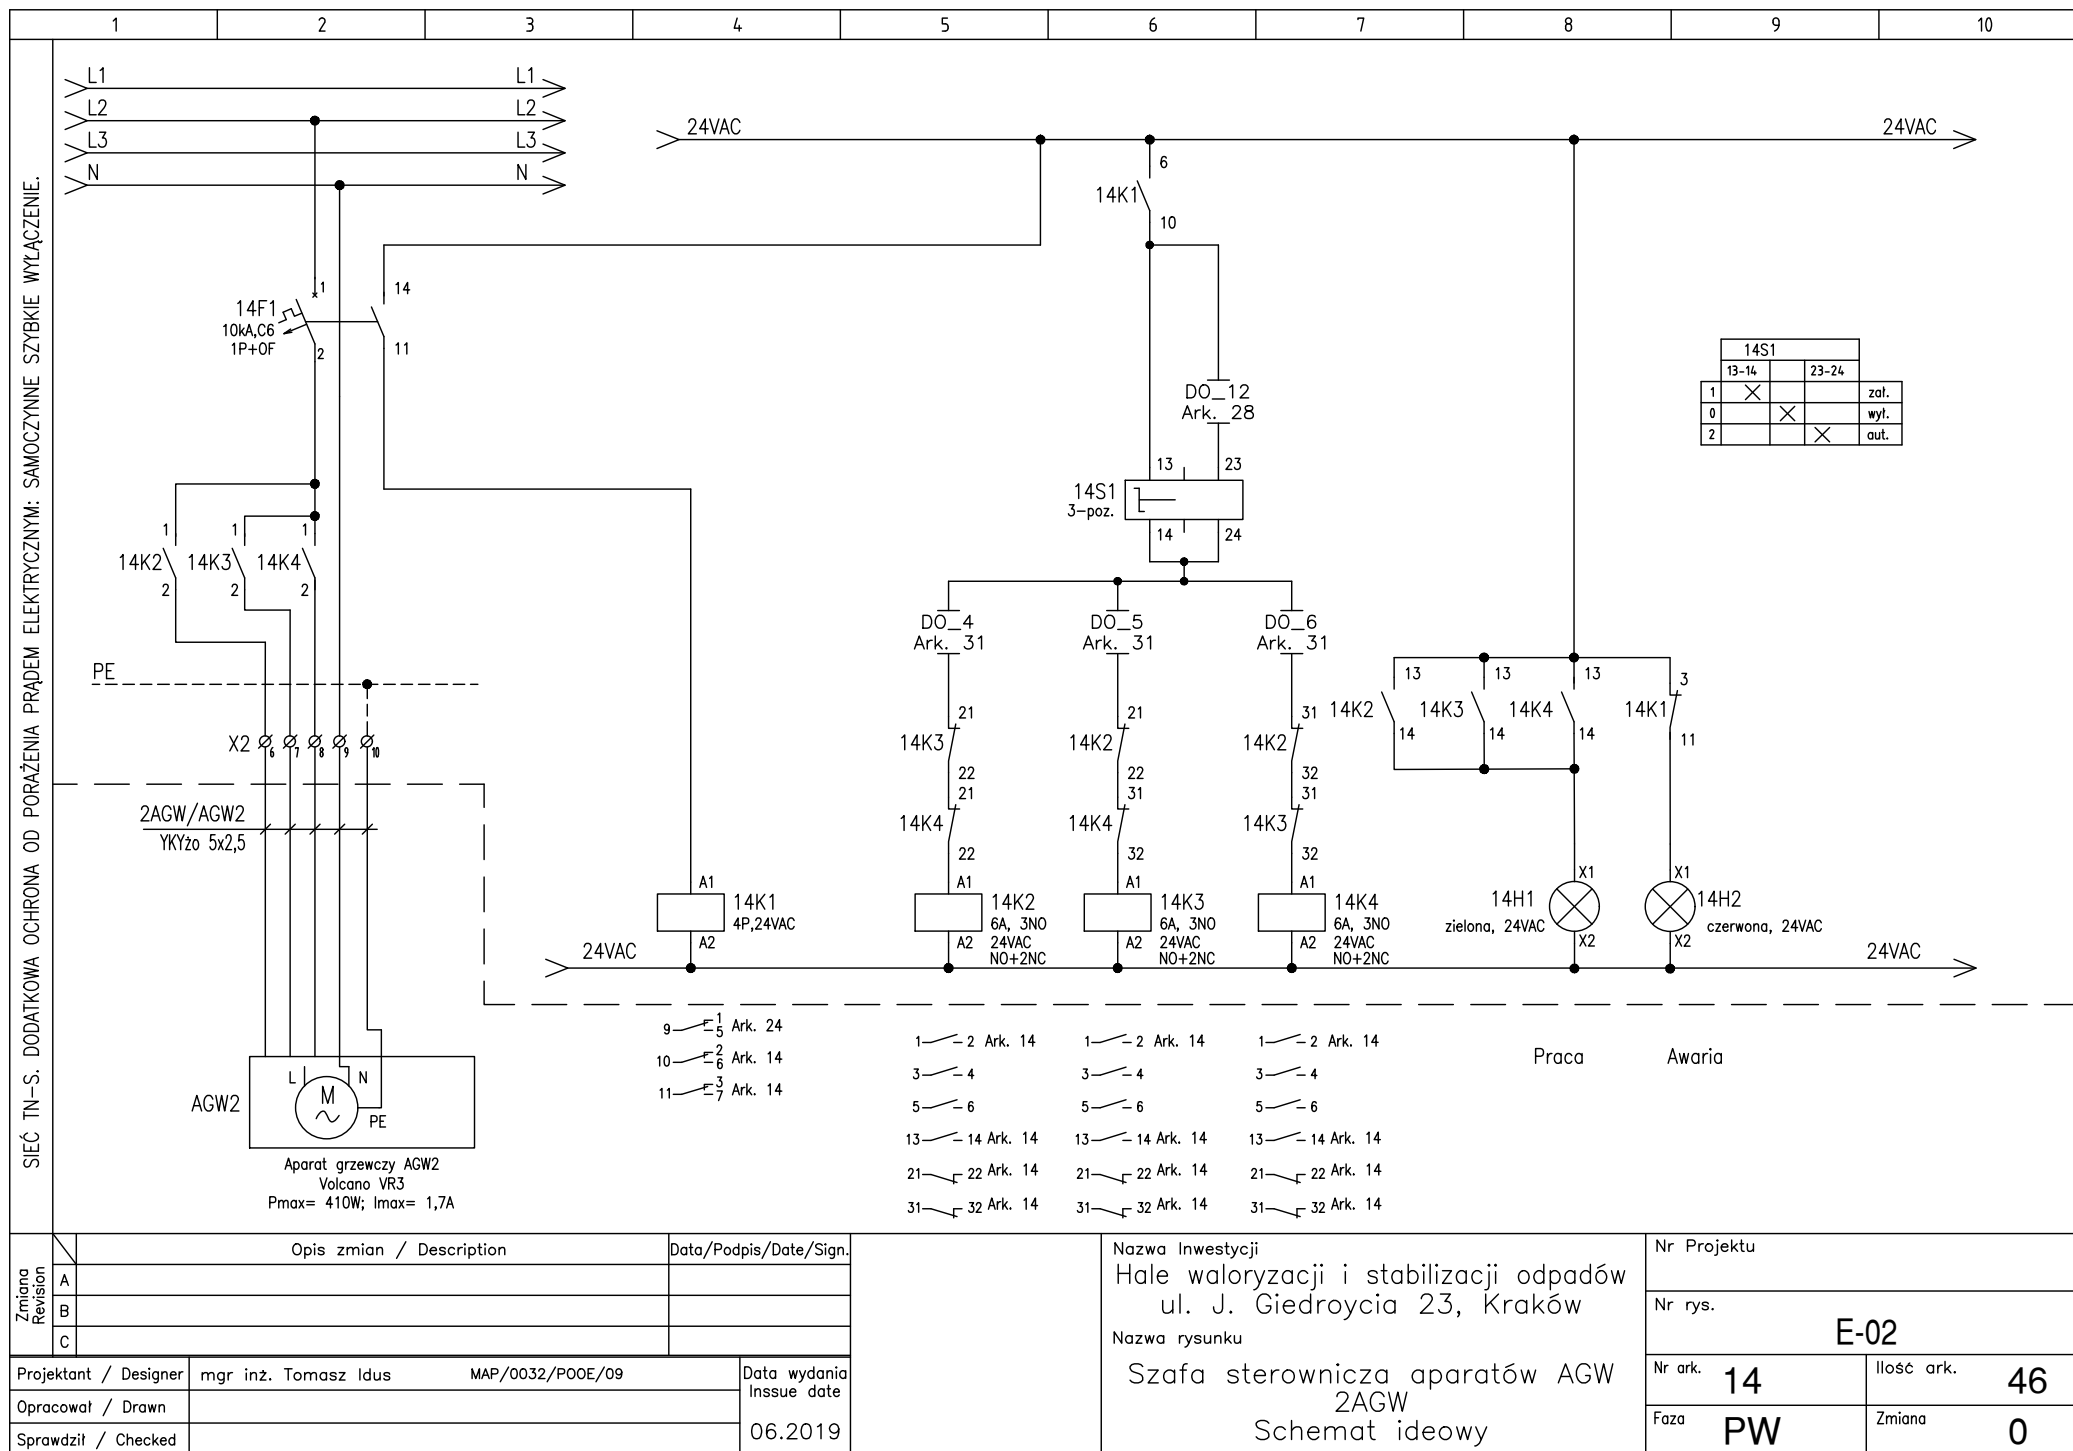 1 2 3 4 5 6 7 8 9 10
SIEĆ TN-S. DODATKOWA OCHRONA OD PORAŻENIA PRĄDEM ELEKTRYCZNYM: SAMOCZYNNE SZYBKIE WYŁĄCZENIE.
L1 L1
L2 L2
L3 L3
N N
24VAC 24VAC
6
14K1
10
1 14
14F1
10kA,C6
1P+OF
2 11
DO_12
Ark. 28
14S1
13-14 23-24
1 zał.
0 wył.
2 aut.
13 23
14S1
3-poz.
14 24
1 1 1
14K2 14K3 14K4
2 2 2
DO_4 DO_5 DO_6
Ark. 31 Ark. 31 Ark. 31
PE
13 13 13 3
14K2 14K3 14K4 14K1
14 14 14 11
21 21 31
14K3 14K2 14K2
22 22 32
21 31 31
14K4 14K4 14K3
22 32 32
X2 6 7 8 9 10
2AGW/AGW2
YKYżo 5x2,5
A1 A1 A1 A1 X1 X1
14K1 14K2 14K3 14K4 14H1 14H2
4P,24VAC 6A, 3NO 6A, 3NO 6A, 3NO zielona, 24VAC czerwona, 24VAC
A2 A2 24VAC A2 24VAC A2 24VAC X2 X2
NO+2NC NO+2NC NO+2NC
24VAC 24VAC
9 1 5 Ark. 24
10 2 6 Ark. 14
11 3 7 Ark. 14
1 2 Ark. 14 1 2 Ark. 14 1 2 Ark. 14
3 4 3 4 3 4
5 6 5 6 5 6
13 14 Ark. 14 13 14 Ark. 14 13 14 Ark. 14
21 22 Ark. 14 21 22 Ark. 14 21 22 Ark. 14
31 32 Ark. 14 31 32 Ark. 14 31 32 Ark. 14
Praca Awaria
L N
M
AGW2
PE
Aparat grzewczy AGW2
Volcano VR3
Pmax= 410W; Imax= 1,7A
Zmiana
Revision
Opis zmian / Description Data/Podpis/Date/Sign.
A
B
C
Projektant / Designer mgr inż. Tomasz Idus MAP/0032/POOE/09
Opracował / Drawn
Sprawdził / Checked
Data wydania
Inssue date
06.2019
Nazwa Inwestycji
Hale waloryzacji i stabilizacji odpadów
ul. J. Giedroycia 23, Kraków
Nazwa rysunku
Szafa sterownicza aparatów AGW
2AGW
Schemat ideowy
Nr Projektu
Nr rys.
E-02
Nr ark. 14 Ilość ark. 46
Faza PW Zmiana 0